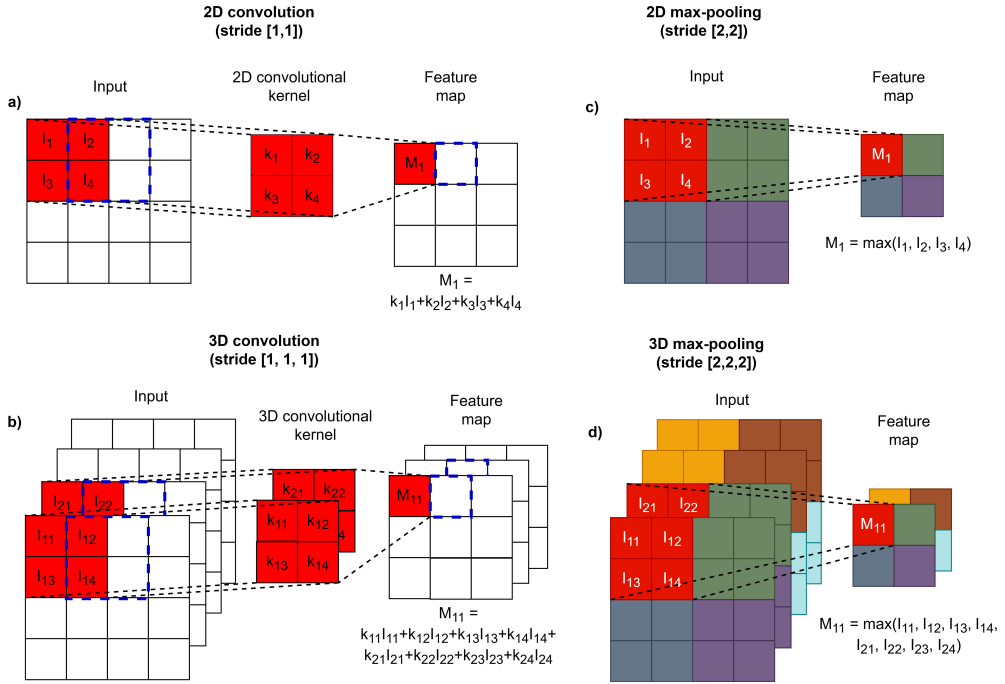 2D convolution
(stride [1,1])
Input
2D convolutional
kernel
Feature
map
a)
I₁ I₂
I₃ I₄
k₁ k₂
k₃ k₄
M₁
M₁ =
k₁I₁+k₂I₂+k₃I₃+k₄I₄
2D max-pooling
(stride [2,2])
Input
Feature
map
c)
I₁ I₂
I₃ I₄
M₁
M₁ = max(I₁, I₂, I₃, I₄)
3D convolution
(stride [1, 1, 1])
Input
3D convolutional
kernel
Feature
map
b)
I₂₁ I₂₂
I₁₁ I₁₂
I₁₃ I₁₄
k₂₁ k₂₂
k₁₁ k₁₂
4
k₁₃ k₁₄
M₁₁
M₁₁ =
k₁₁I₁₁+k₁₂I₁₂+k₁₃I₁₃+k₁₄I₁₄+
k₂₁I₂₁+k₂₂I₂₂+k₂₃I₂₃+k₂₄I₂₄
3D max-pooling
(stride [2,2,2])
Input
Feature
map
d)
I₂₁ I₂₂
I₁₁ I₁₂
I₁₃ I₁₄
M₁₁
M₁₁ = max(I₁₁, I₁₂, I₁₃, I₁₄,
I₂₁, I₂₂, I₂₃, I₂₄)